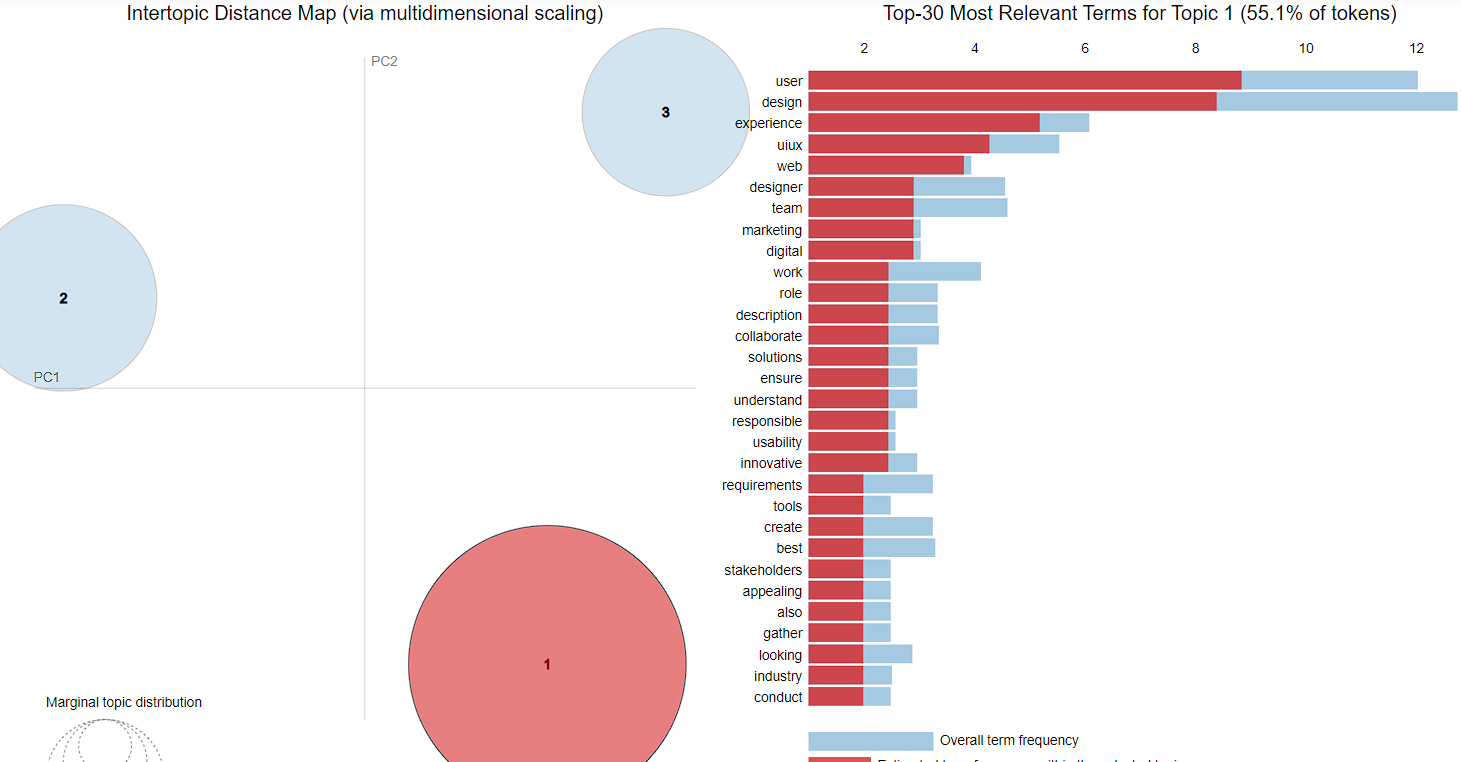 Intertopic Distance Map (via multidimensional scaling)
PC2
3
2
PC1
1
Marginal topic distribution
Top-30 Most Relevant Terms for Topic 1 (55.1% of tokens)
2 4 6 8 10 12
user
design
experience
uiux
web
designer
team
marketing
digital
work
role
description
collaborate
solutions
ensure
understand
responsible
usability
innovative
requirements
tools
create
best
stakeholders
appealing
also
gather
looking
industry
conduct
Overall term frequency